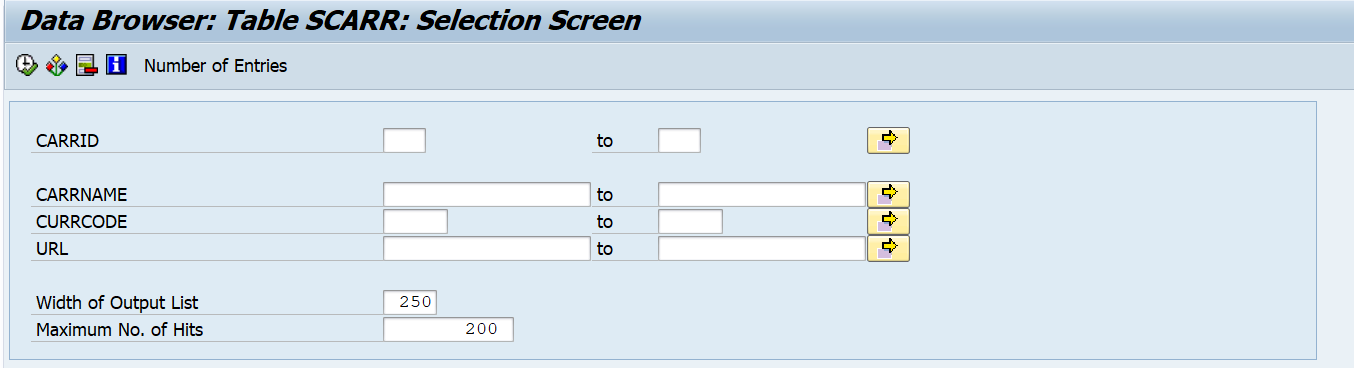 Data Browser: Table SCARR: Selection Screen
Number of Entries
CARRID to
CARRNAME to
CURRCODE to
URL to
Width of Output List 250
Maximum No. of Hits 200